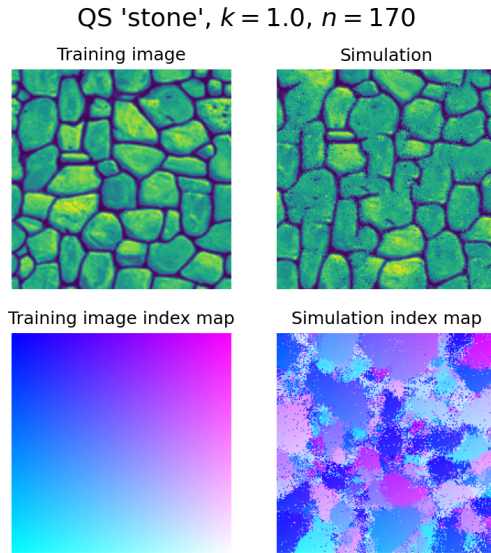 QS 'stone', k = 1.0, n = 170
Training image
Simulation
Training image index map
Simulation index map